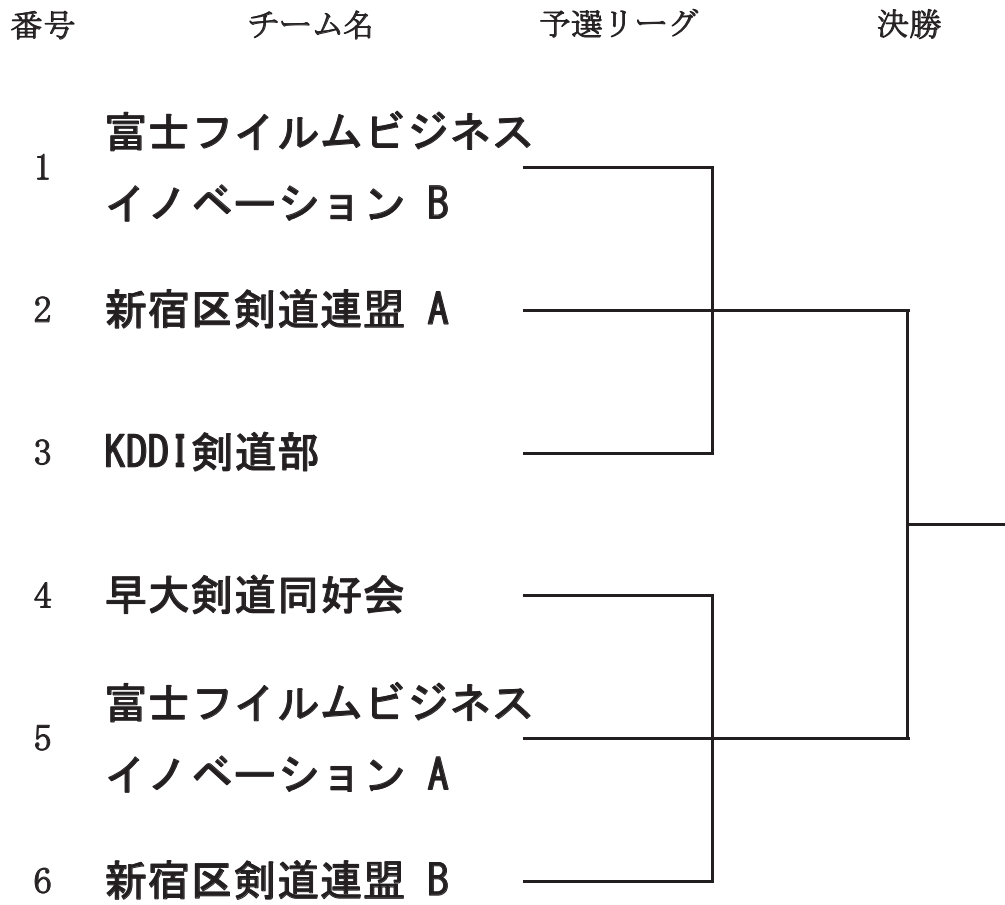 番号 チーム名 予選リーグ 決勝
富士フイルムビジネス
1
イノベーション B
2 新宿区剣道連盟 A
3 KDDI剣道部
4 早大剣道同好会
富士フイルムビジネス
5
イノベーション A
6 新宿区剣道連盟 B